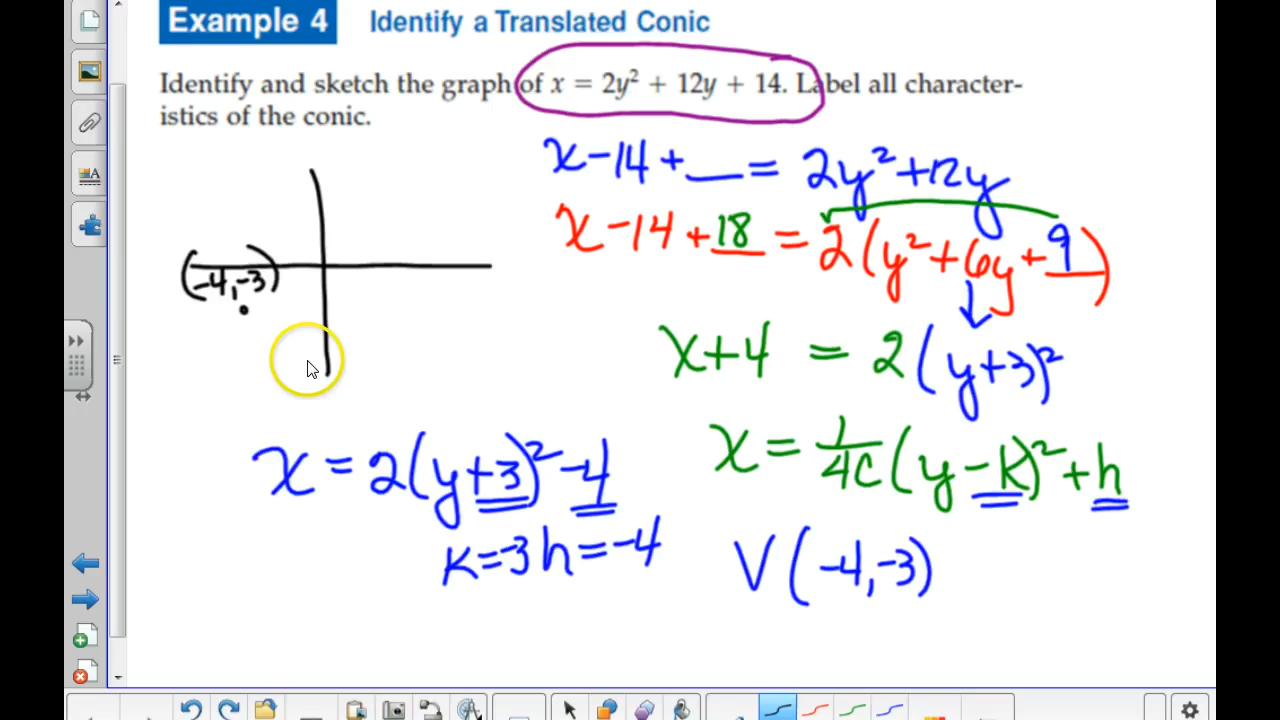 Example 4 Identify a Translated Conic
Identify and sketch the graph of x = 2y² + 12y + 14. Label all character-
istics of the conic.
x-14+__=2y²+12y
x-14+18=2(y²+6y+9)
(-4,-3)
x+4 = 2(y+3)²
x=1/4c(y-k)²+h
x=2(y+3)²-4
k=-3 h=-4
V(-4,-3)